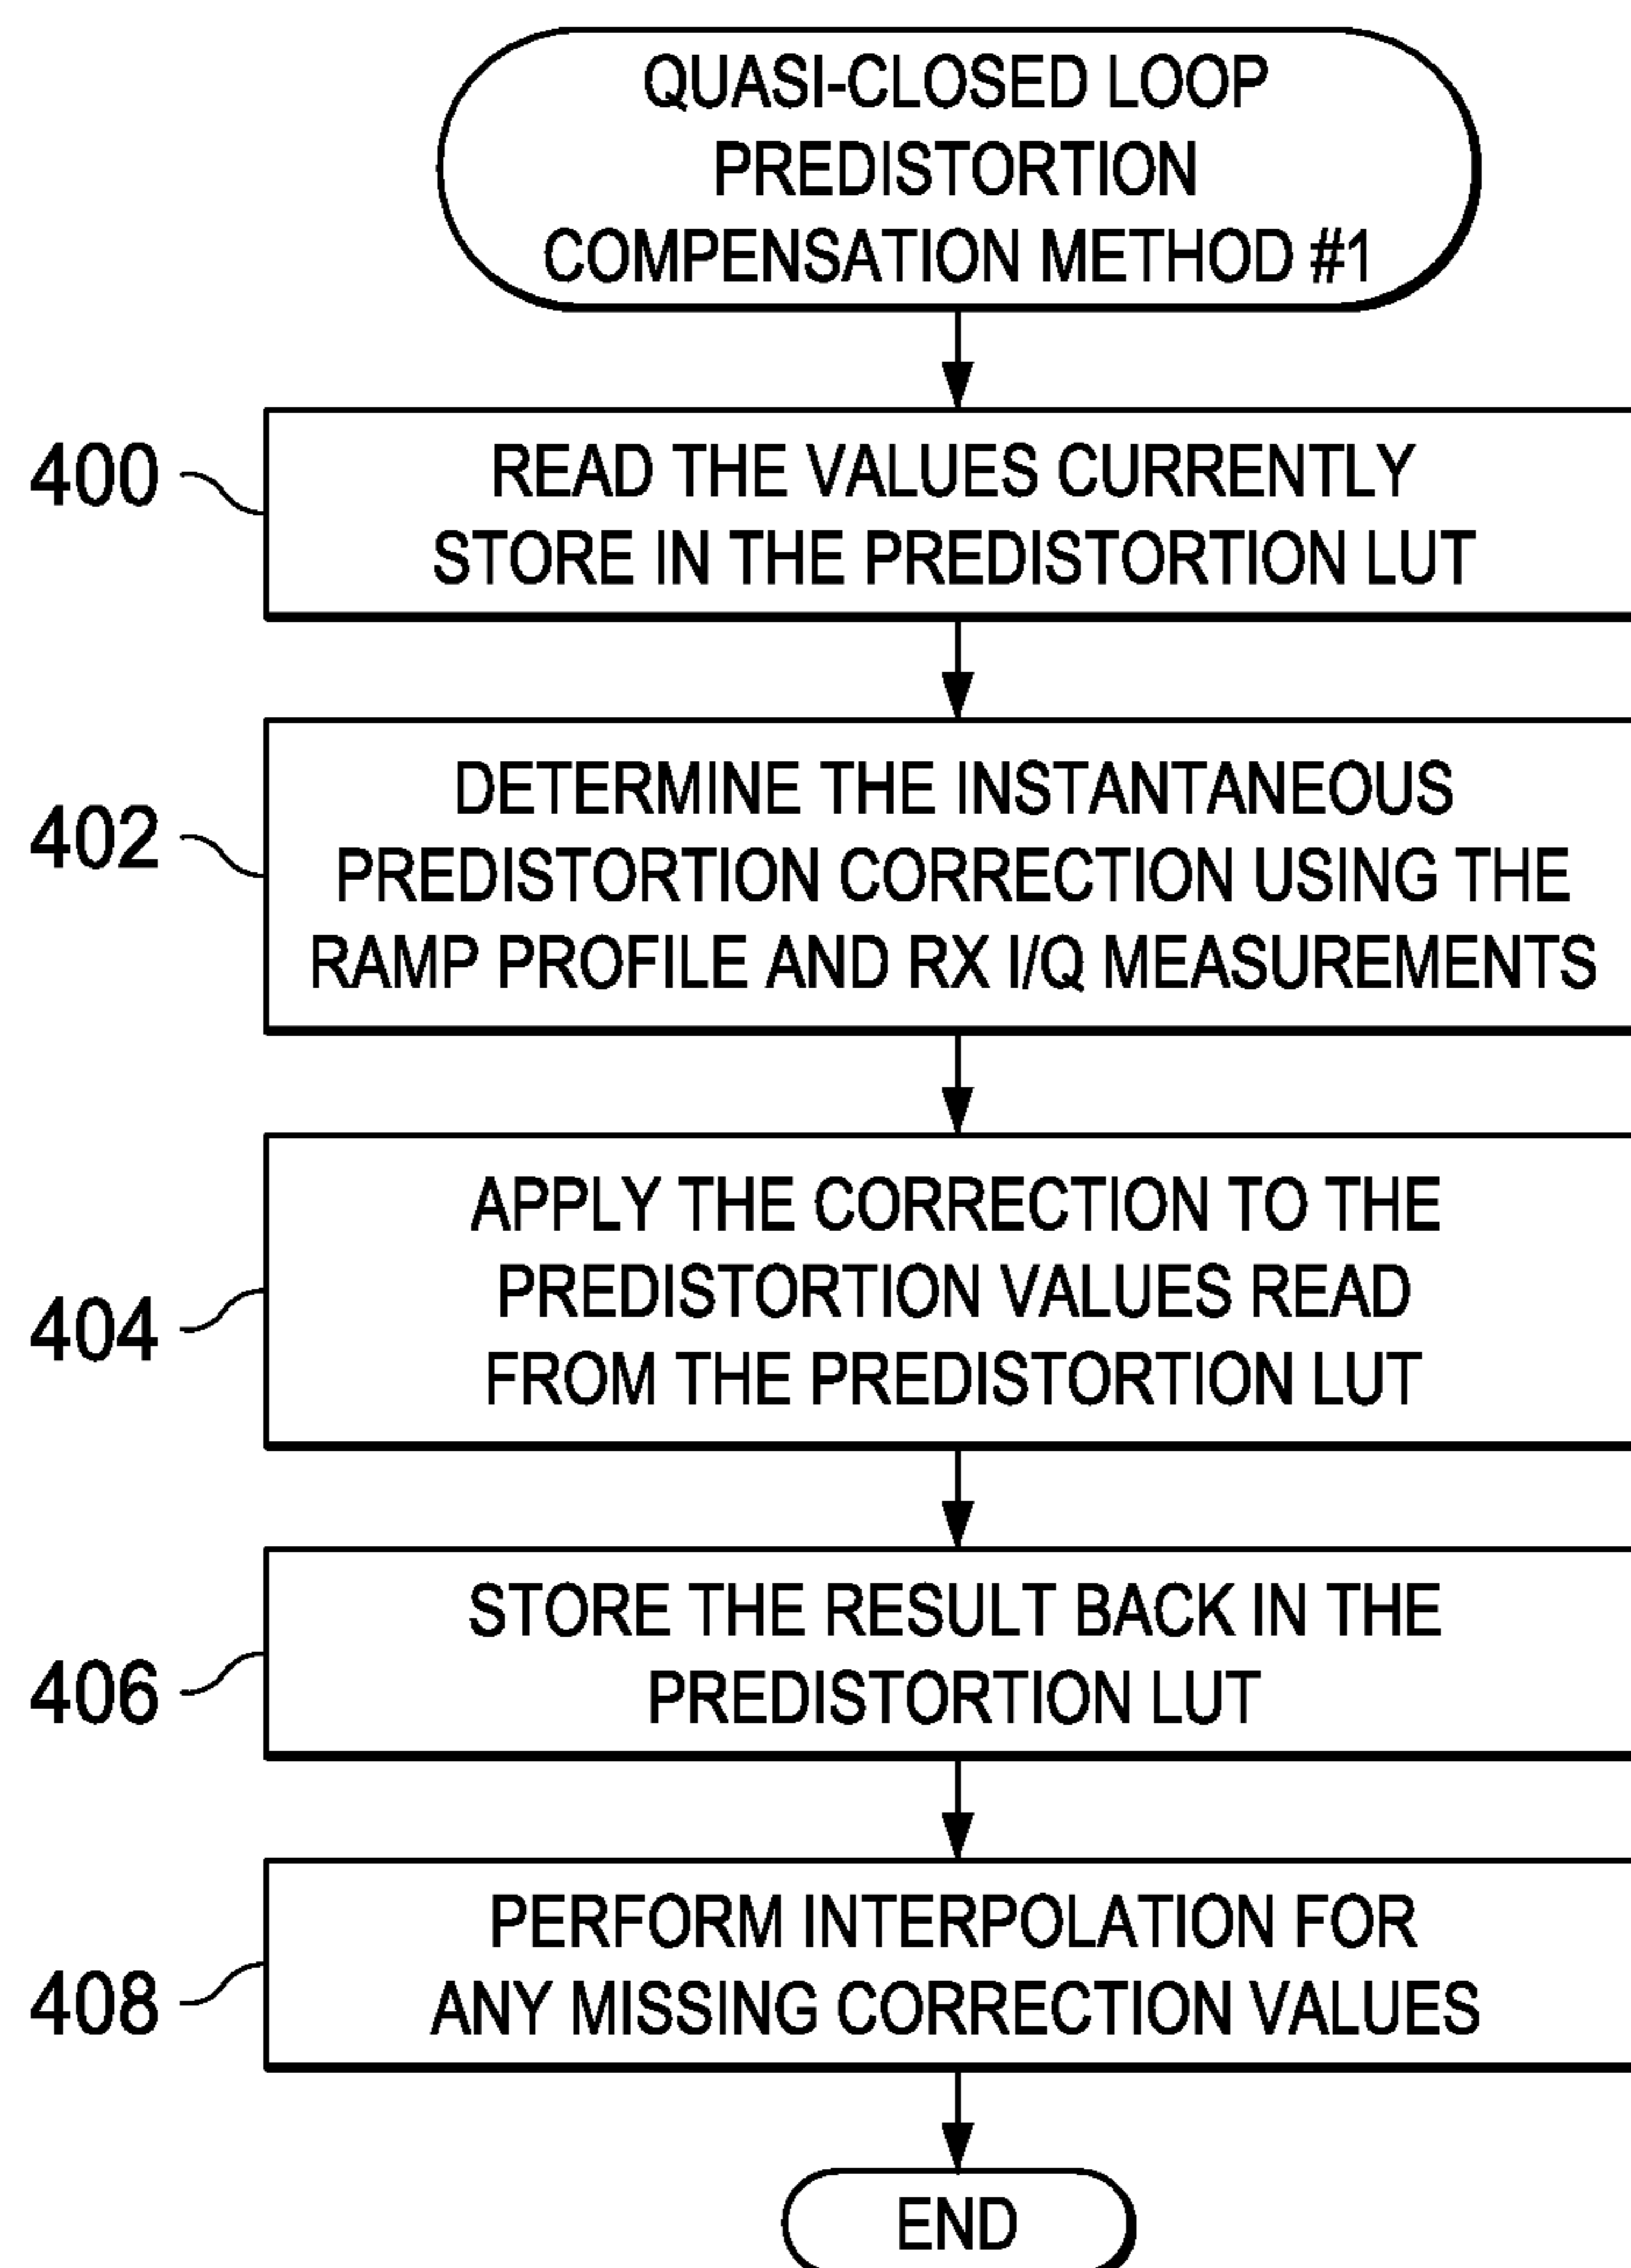 QUASI-CLOSED LOOP
PREDISTORTION
COMPENSATION METHOD #1
400
READ THE VALUES CURRENTLY
STORE IN THE PREDISTORTION LUT
402
DETERMINE THE INSTANTANEOUS
PREDISTORTION CORRECTION USING THE
RAMP PROFILE AND RX I/Q MEASUREMENTS
404
APPLY THE CORRECTION TO THE
PREDISTORTION VALUES READ
FROM THE PREDISTORTION LUT
406
STORE THE RESULT BACK IN THE
PREDISTORTION LUT
408
PERFORM INTERPOLATION FOR
ANY MISSING CORRECTION VALUES
END